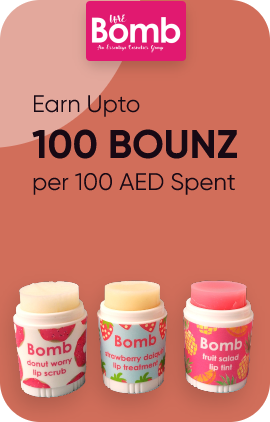 Bomb
Earn Upto
100 BOUNZ
per 100 AED Spent
Bomb
donut worry
lip scrub
Bomb
strawberry daiquiri
lip treatment
Bomb
fruit salad
lip tint